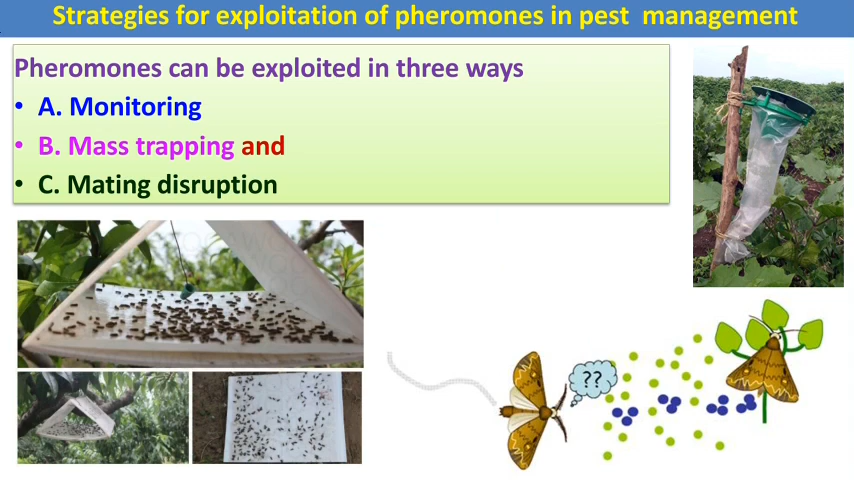 Strategies for exploitation of pheromones in pest management
Pheromones can be exploited in three ways
• A. Monitoring
• B. Mass trapping and
• C. Mating disruption
??